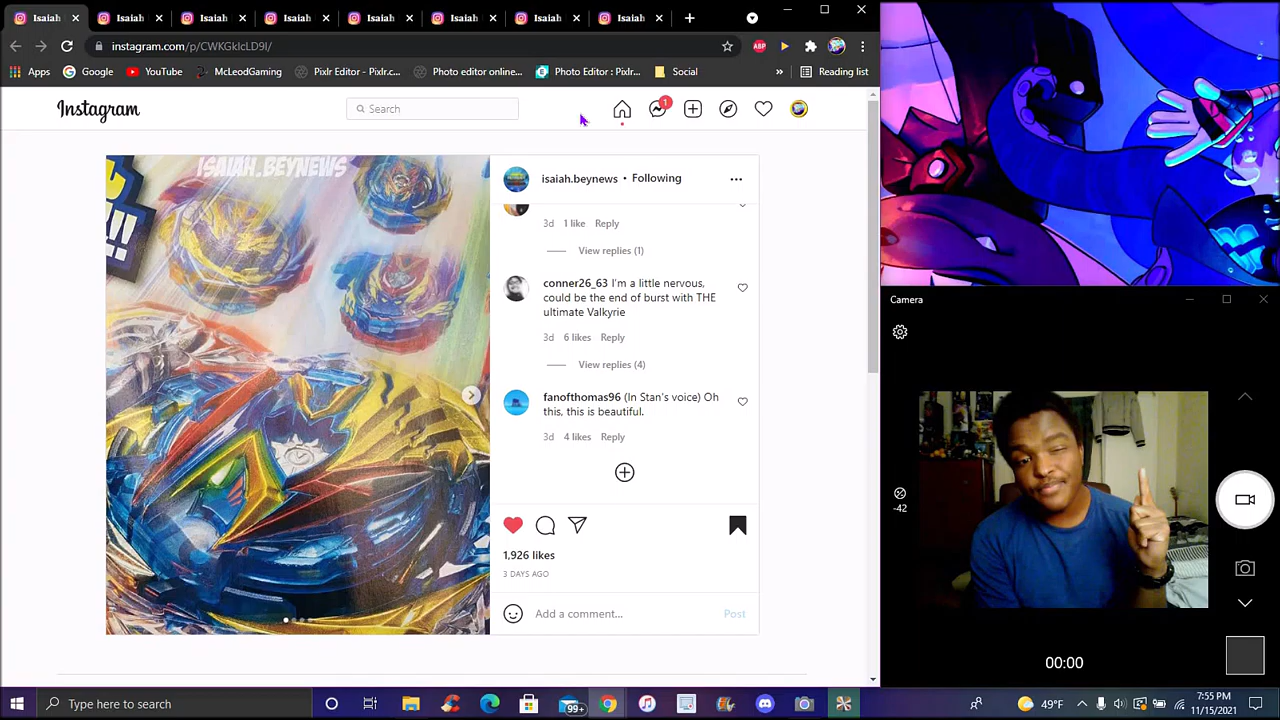 Isaiah
Isaiah
Isaiah
Isaiah
Isaiah
Isaiah
Isaiah
Isaiah
instagram.com/p/CWKGkIcLD9I/
ABP
Apps
Google
YouTube
McLeodGaming
Pixlr Editor - Pixlr.c...
Photo editor online...
Photo Editor : Pixlr...
Social
»
Reading list
Instagram
Search
1
ISAIAH.BEYNEWS
isaiah.beynews • Following
3d 1 like Reply
View replies (1)
conner26_63 I'm a little nervous,
could be the end of burst with THE
ultimate Valkyrie
3d 6 likes Reply
View replies (4)
fanofthomas96 (In Stan's voice) Oh
this, this is beautiful.
3d 4 likes Reply
1,926 likes
3 DAYS AGO
Add a comment...
Post
Camera
-42
00:00
Type here to search
99+
49°F
7:55 PM
11/15/2021